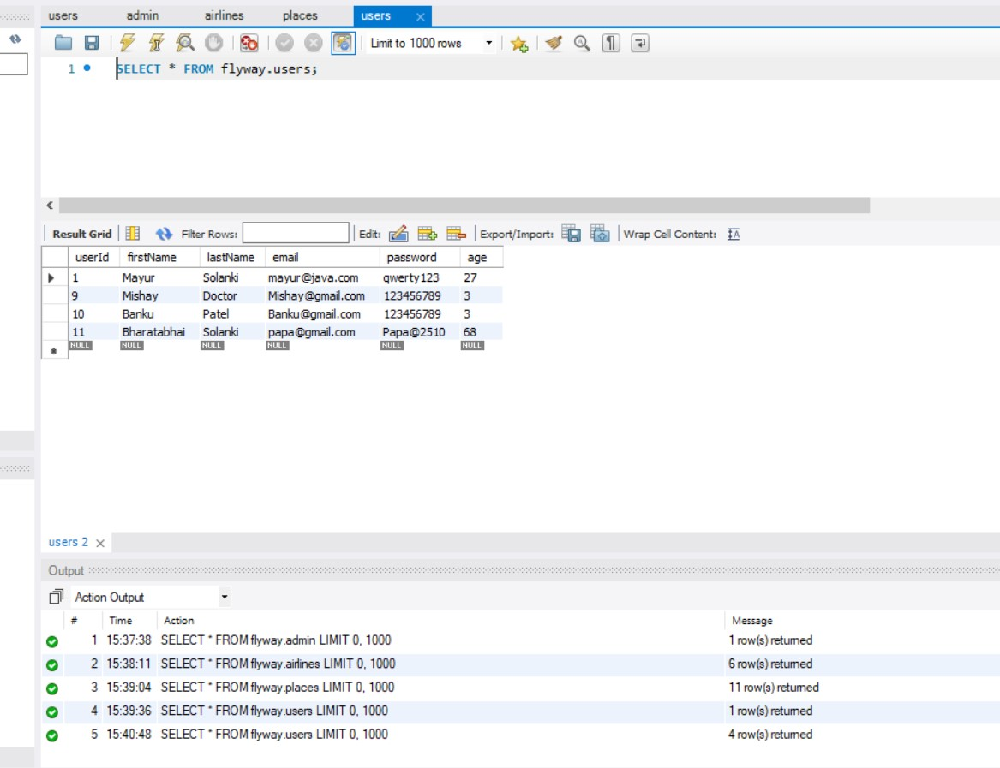 users admin airlines places users
Limit to 1000 rows
1 SELECT * FROM flyway.users;
Result Grid Filter Rows: Edit: Export/Import: Wrap Cell Content:
userId firstName lastName email password age
1 Mayur Solanki mayur@java.com qwerty123 27
9 Mishay Doctor Mishay@gmail.com 123456789 3
10 Banku Patel Banku@gmail.com 123456789 3
11 Bharatabhai Solanki papa@gmail.com Papa@2510 68
NULL NULL NULL NULL NULL NULL
users 2
Output
Action Output
# Time Action Message
1 15:37:38 SELECT * FROM flyway.admin LIMIT 0, 1000 1 row(s) returned
2 15:38:11 SELECT * FROM flyway.airlines LIMIT 0, 1000 6 row(s) returned
3 15:39:04 SELECT * FROM flyway.places LIMIT 0, 1000 11 row(s) returned
4 15:39:36 SELECT * FROM flyway.users LIMIT 0, 1000 1 row(s) returned
5 15:40:48 SELECT * FROM flyway.users LIMIT 0, 1000 4 row(s) returned